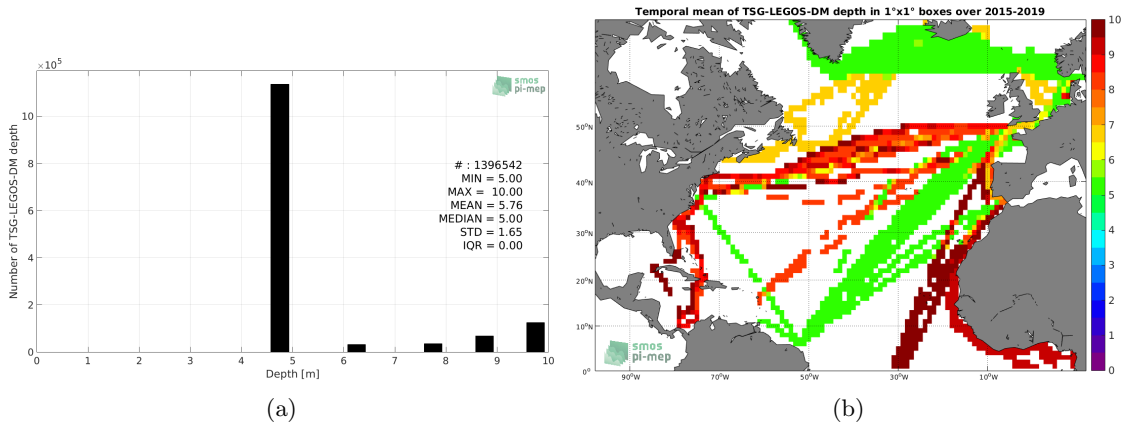 ×10⁵
10
8
6
4
2
0
Number of TSG-LEGOS-DM depth
smos
pi-mep
# : 1396542
MIN = 5.00
MAX = 10.00
MEAN = 5.76
MEDIAN = 5.00
STD = 1.65
IQR = 0.00
0 1 2 3 4 5 6 7 8 9 10
Depth [m]
(a)
Temporal mean of TSG-LEGOS-DM depth in 1°x1° boxes over 2015-2019
50°N
40°N
30°N
20°N
10°N
0°
smos
pi-mep
90°W 70°W 50°W 30°W 10°W
10
9
8
7
6
5
4
3
2
1
0
(b)